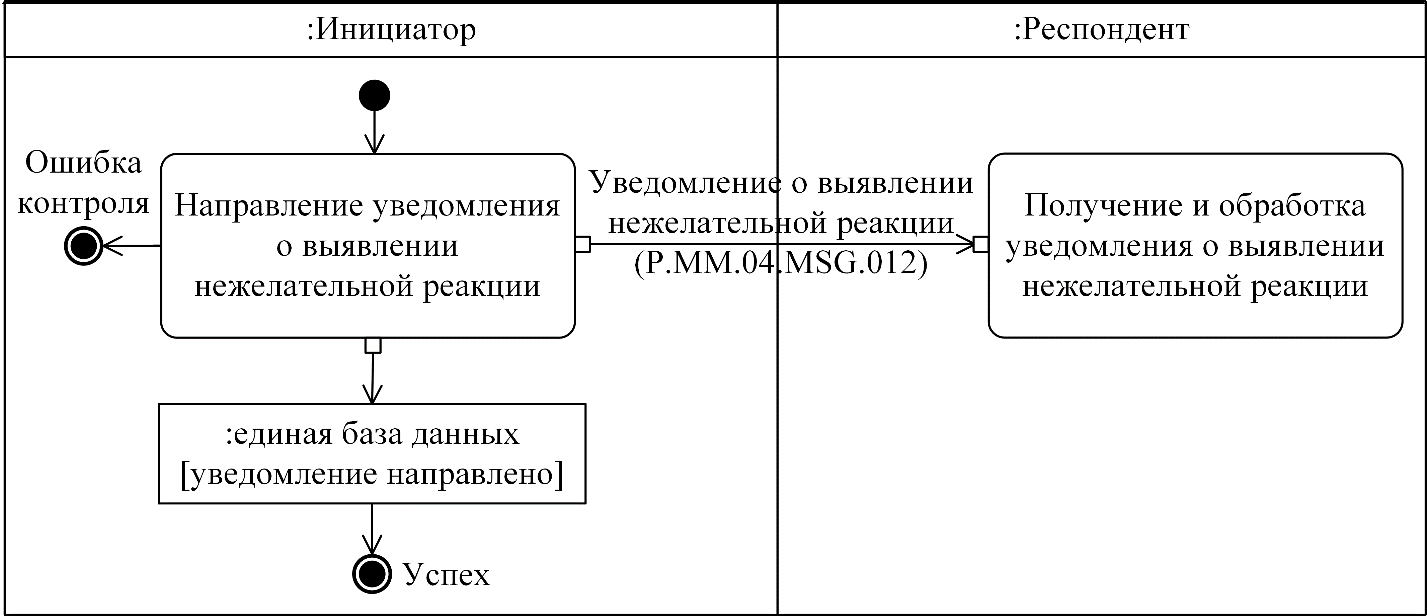 :Инициатор
:Респондент
Ошибка
контроля
Направление уведомления
о выявлении
нежелательной реакции
Уведомление о выявлении
нежелательной реакции
(P.MM.04.MSG.012)
Получение и обработка
уведомления о выявлении
нежелательной реакции
:единая база данных
[уведомление направлено]
Успех